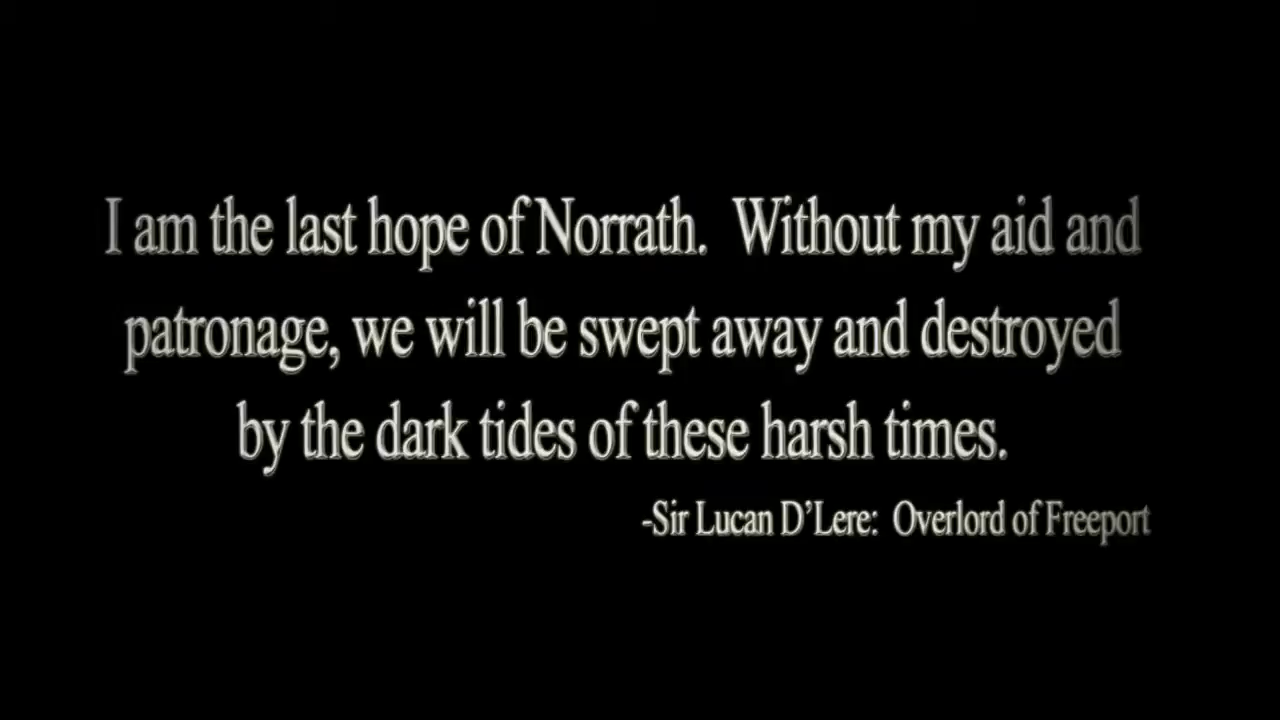 I am the last hope of Norrath.  Without my aid and
patronage, we will be swept away and destroyed
by the dark tides of these harsh times.
-Sir Lucan D’Lere:  Overlord of Freeport